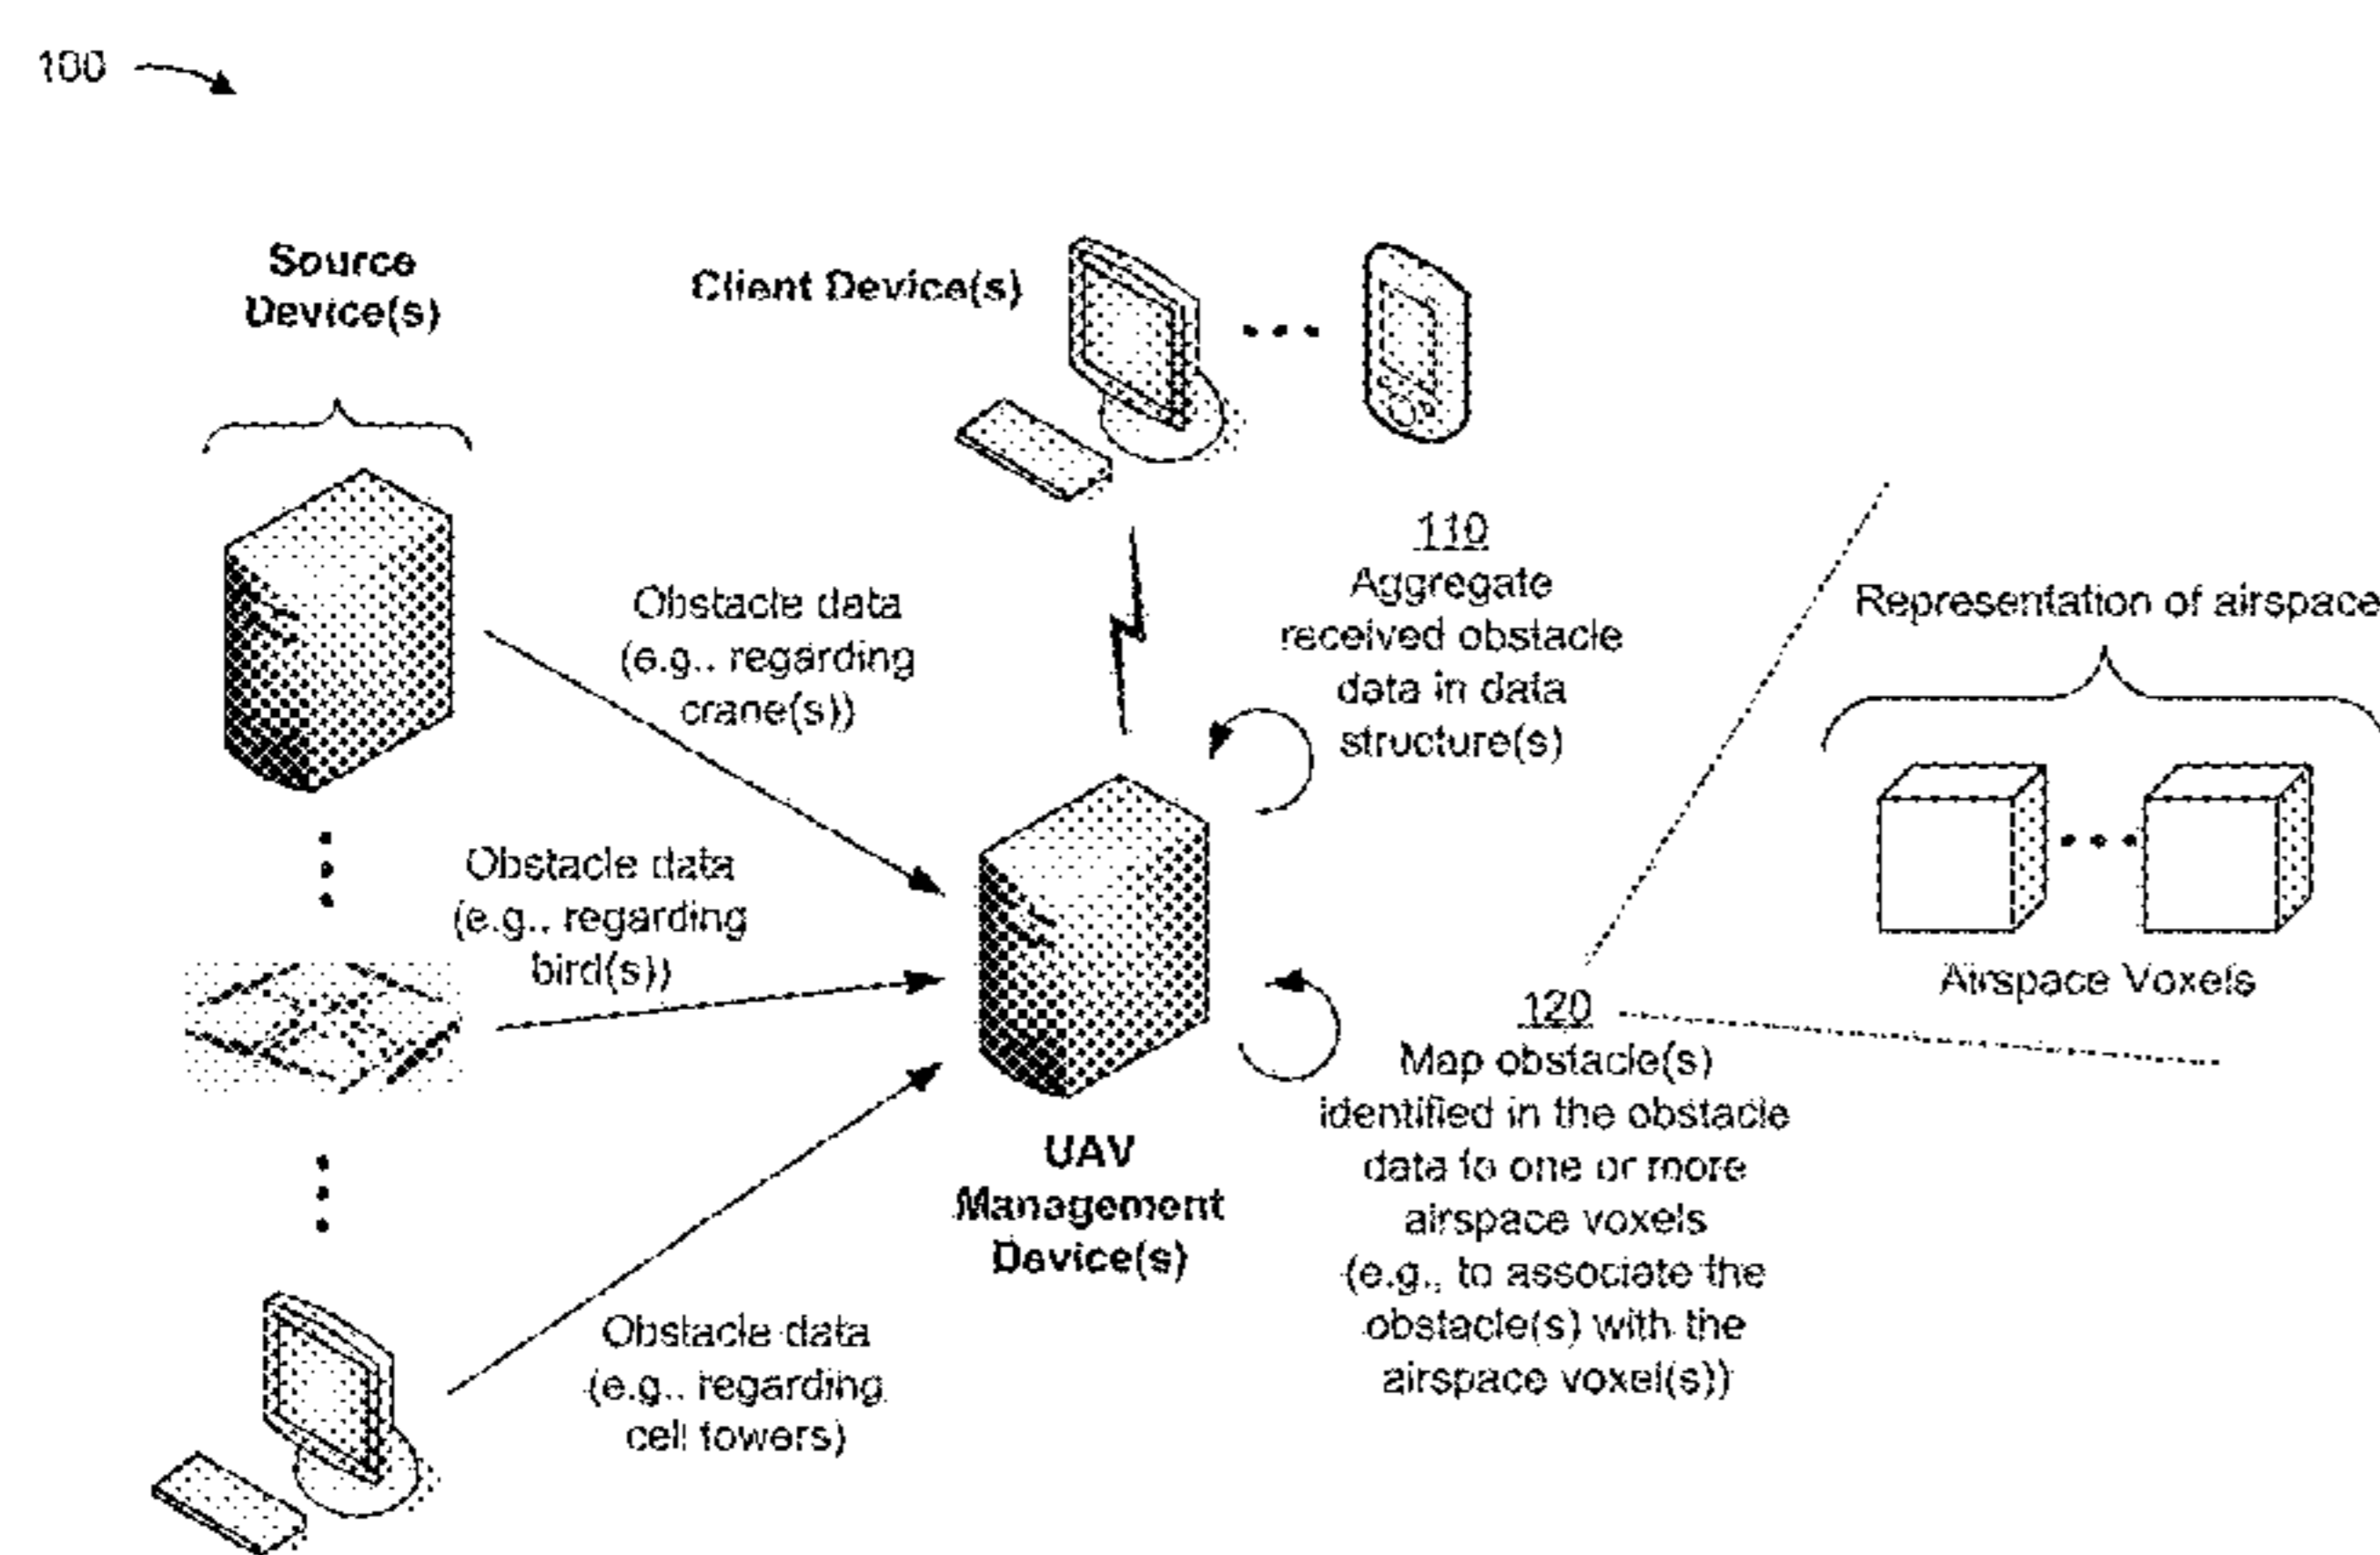 100
Source
Device(s)
Client Device(s)
Obstacle data
(e.g., regarding
crane(s))
110
Aggregate
received obstacle
data in data
structure(s)
Representation of airspace
Airspace Voxels
Obstacle data
(e.g., regarding
bird(s))
UAV
Management
Device(s)
120
Map obstacle(s)
identified in the obstacle
data to one or more
airspace voxels
(e.g., to associate the
obstacle(s) with the
airspace voxel(s))
Obstacle data
(e.g., regarding
cell towers)